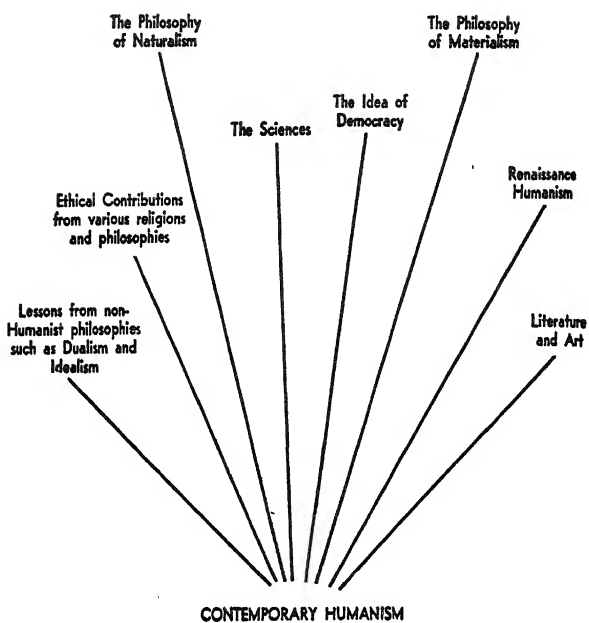 The Philosophy
of Naturalism
The Philosophy
of Materialism
The Sciences
The Idea of
Democracy
Renaissance
Humanism
Ethical Contributions
from various religions
and philosophies
Lessons from non-
Humanist philosophies
such as Dualism and
Idealism
Literature
and Art
CONTEMPORARY HUMANISM